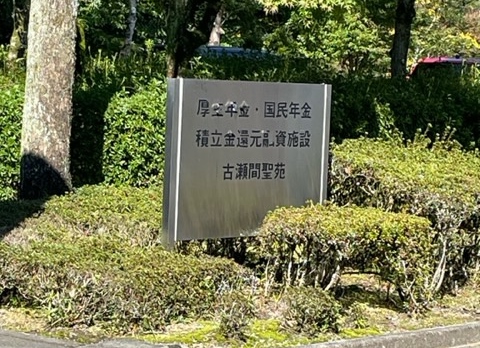 厚生年金・国民年金
積立金還元融資施設
古瀬間聖苑